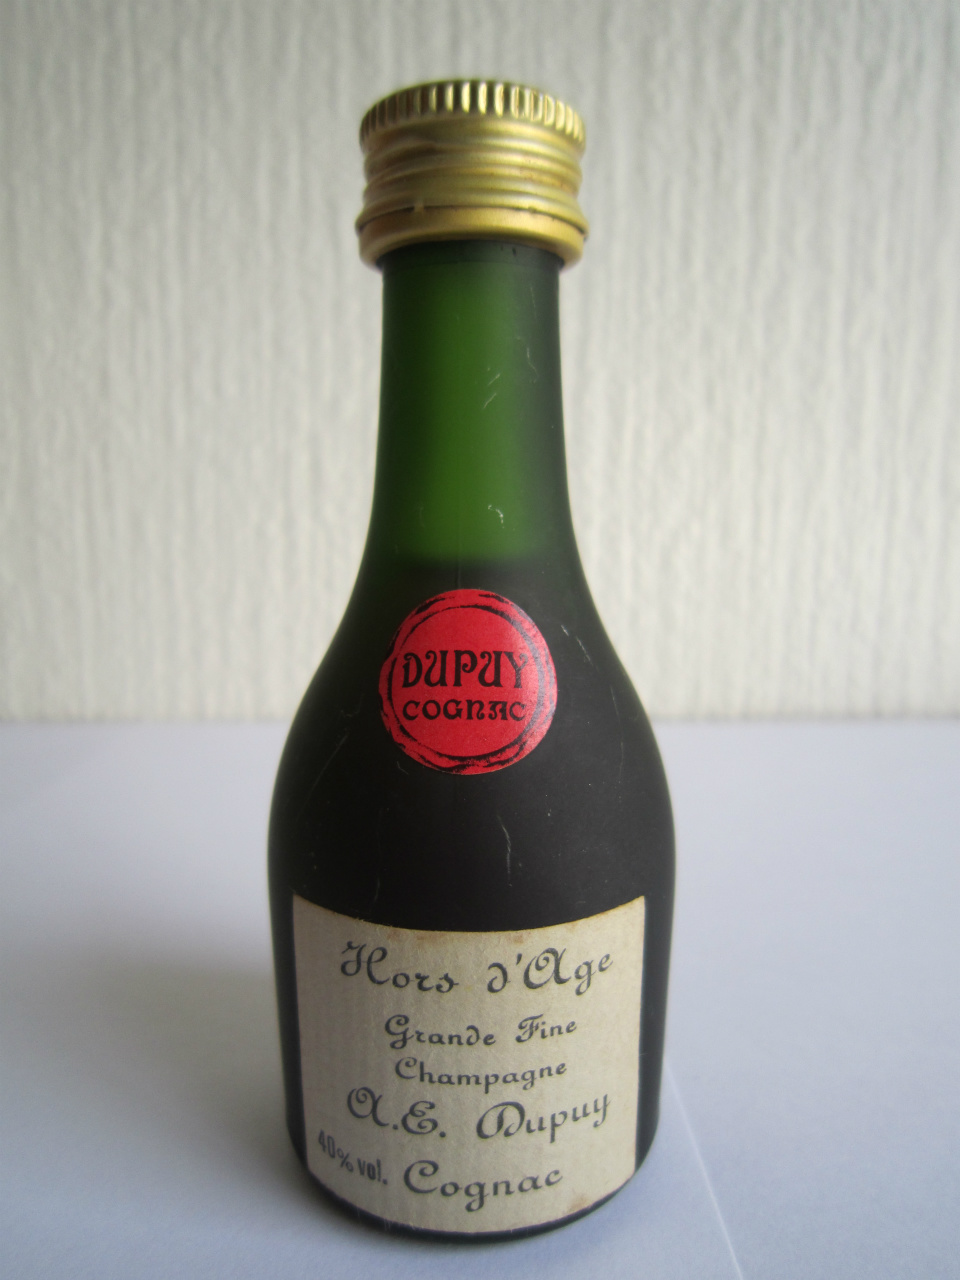 DUPUY
COGNAC
Hors d'Age
Grande Fine
Champagne
A.E. Dupuy
40% vol. Cognac